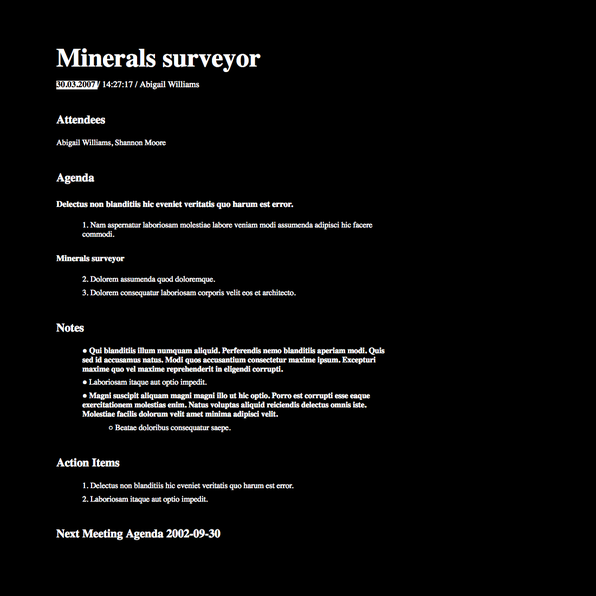 Minerals surveyor
30.03.2007 / 14:27:17 / Abigail Williams
Attendees
Abigail Williams, Shannon Moore
Agenda
Delectus non blanditiis hic eveniet veritatis quo harum est error.
1. Nam aspernatur laboriosam molestiae labore veniam modi assumenda adipisci hic facere
commodi.
Minerals surveyor
2. Dolorem assumenda quod doloremque.
3. Dolorem consequatur laboriosam corporis velit eos et architecto.
Notes
● Qui blanditiis illum numquam aliquid. Perferendis nemo blanditiis aperiam modi. Quis
sed id accusamus natus. Modi quos accusantium consectetur maxime ipsum. Excepturi
maxime quo vel maxime reprehenderit in eligendi corrupti.
● Laboriosam itaque aut optio impedit.
● Magni suscipit aliquam magni magni illo ut hic optio. Porro est corrupti esse eaque
exercitationem molestias enim. Natus voluptas aliquid reiciendis delectus omnis iste.
Molestiae facilis dolorum velit amet minima adipisci velit.
○ Beatae doloribus consequatur saepe.
Action Items
1. Delectus non blanditiis hic eveniet veritatis quo harum est error.
2. Laboriosam itaque aut optio impedit.
Next Meeting Agenda 2002-09-30